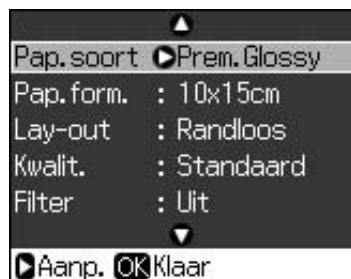 Pap.soort Prem.Glossy
Pap.form. : 10x15cm
Lay-out : Randloos
Kwalit. : Standaard
Filter : Uit
Aanp. OK Klaar